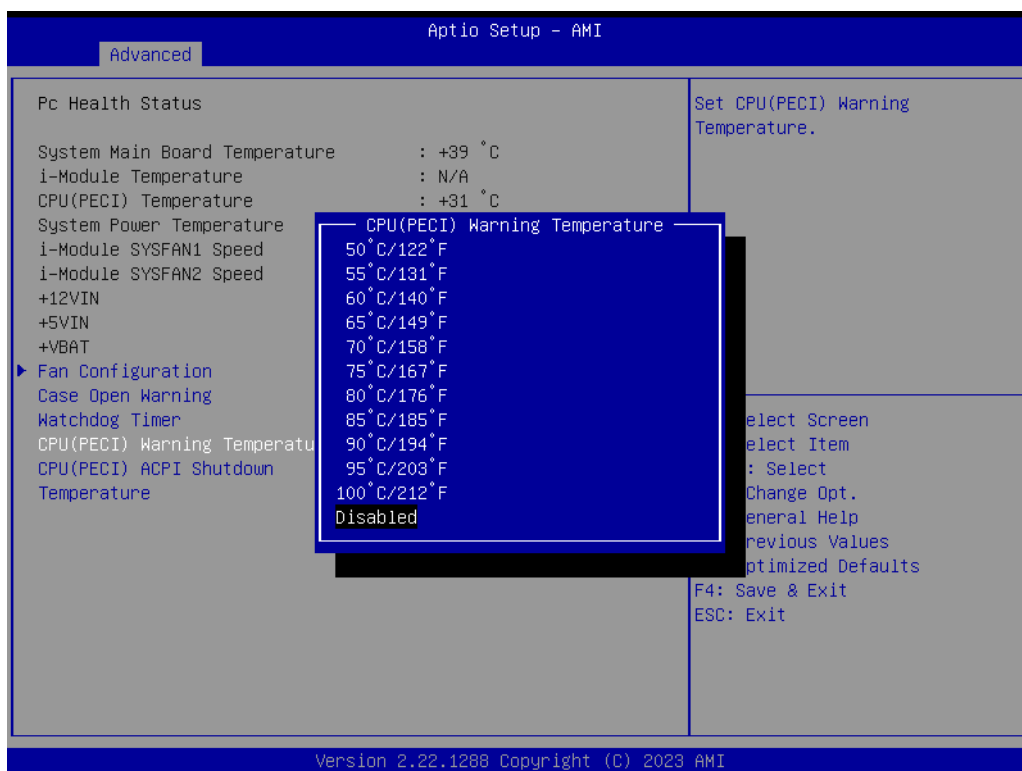 Aptio Setup – AMI
Advanced
Pc Health Status
System Main Board Temperature : +39 °C
i-Module Temperature : N/A
CPU(PECI) Temperature : +31 °C
System Power Temperature
i-Module SYSFAN1 Speed
i-Module SYSFAN2 Speed
+12VIN
+5VIN
+VBAT
Fan Configuration
Case Open Warning
Watchdog Timer
CPU(PECI) Warning Temperatu
CPU(PECI) ACPI Shutdown
Temperature
CPU(PECI) Warning Temperature
50°C/122°F
55°C/131°F
60°C/140°F
65°C/149°F
70°C/158°F
75°C/167°F
80°C/176°F
85°C/185°F
90°C/194°F
95°C/203°F
100°C/212°F
Disabled
Set CPU(PECI) Warning
Temperature.
elect Screen
elect Item
: Select
Change Opt.
eneral Help
revious Values
ptimized Defaults
F4: Save & Exit
ESC: Exit
Version 2.22.1288 Copyright (C) 2023 AMI